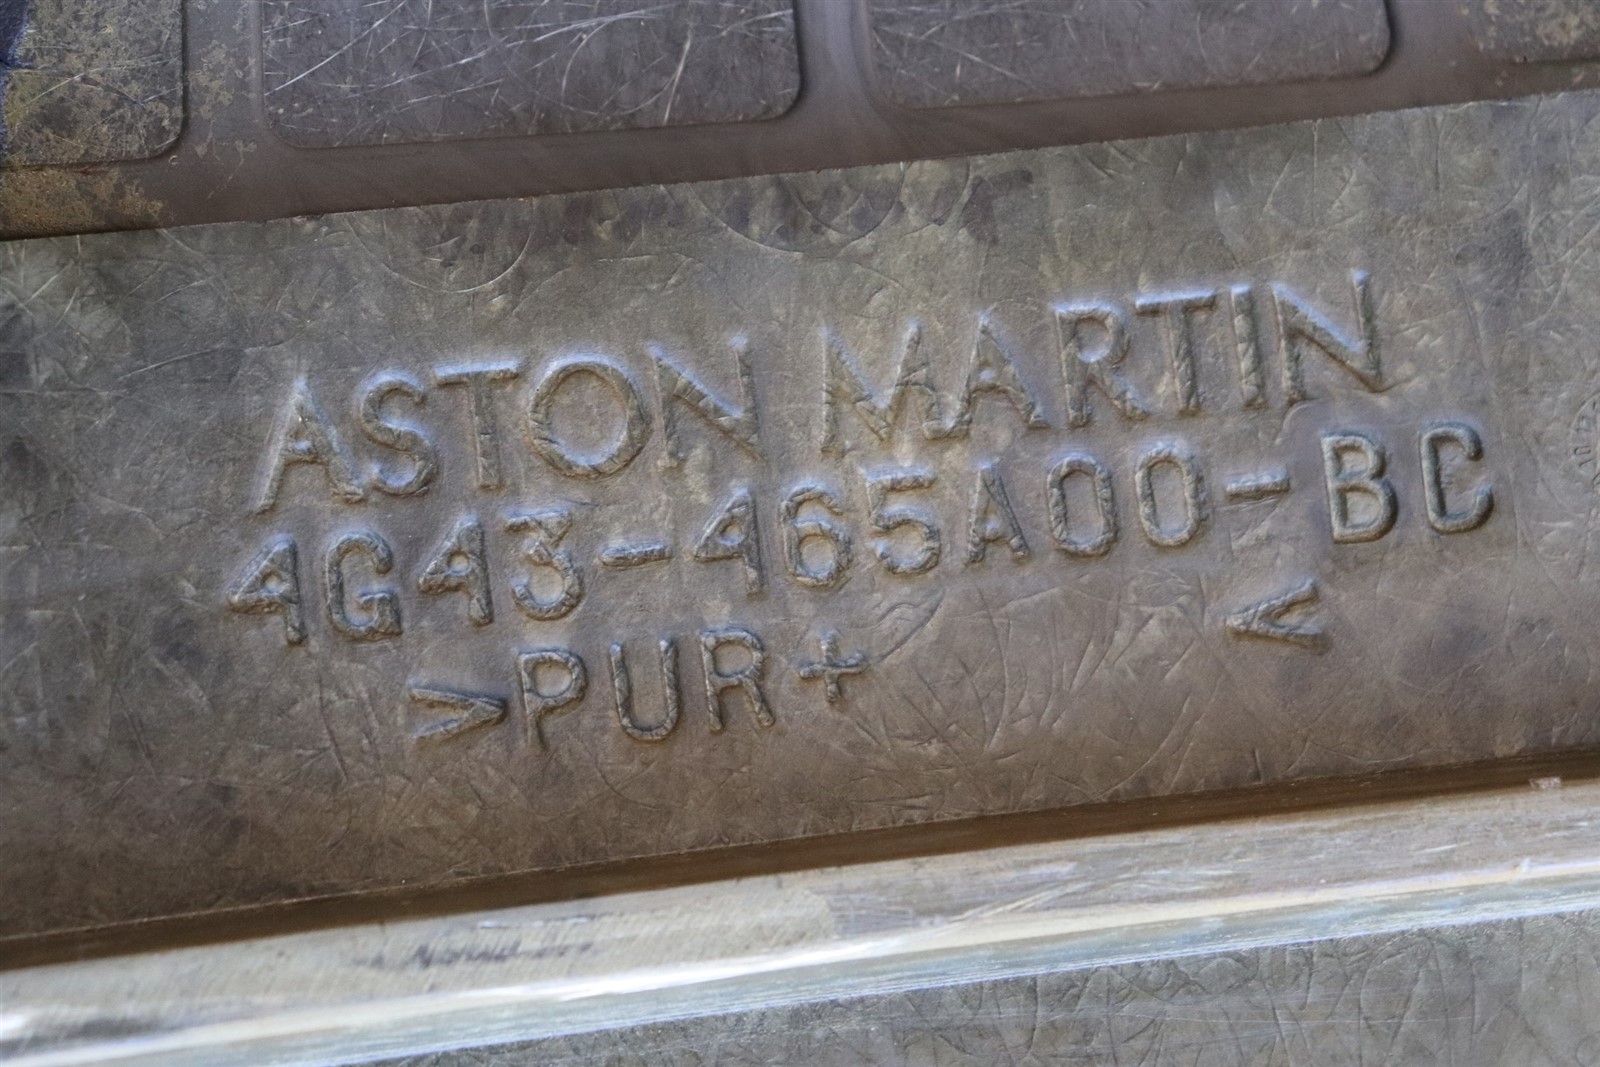 ASTON MARTIN
4G43-465A00-BC
>PUR+ <